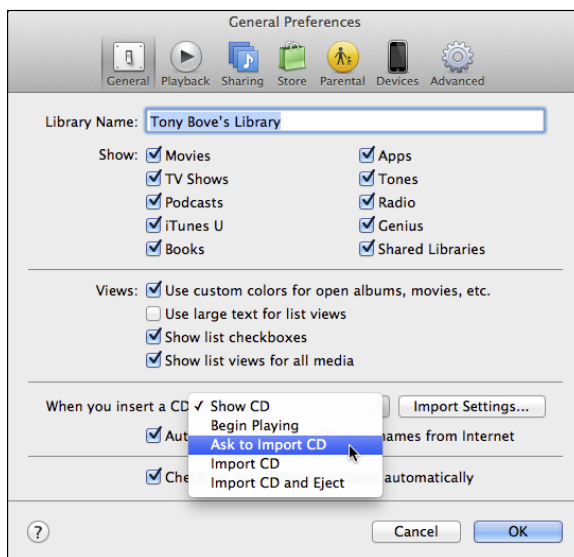 General Preferences
General Playback Sharing Store Parental Devices Advanced
Library Name: Tony Bove's Library
Show: Movies Apps
TV Shows Tones
Podcasts Radio
iTunes U Genius
Books Shared Libraries
Views: Use custom colors for open albums, movies, etc.
Use large text for list views
Show list checkboxes
Show list views for all media
When you insert a CD ✓ Show CD Import Settings...
Begin Playing
Ask to Import CD
names from Internet
Import CD
Import CD and Eject
automatically
? Cancel OK